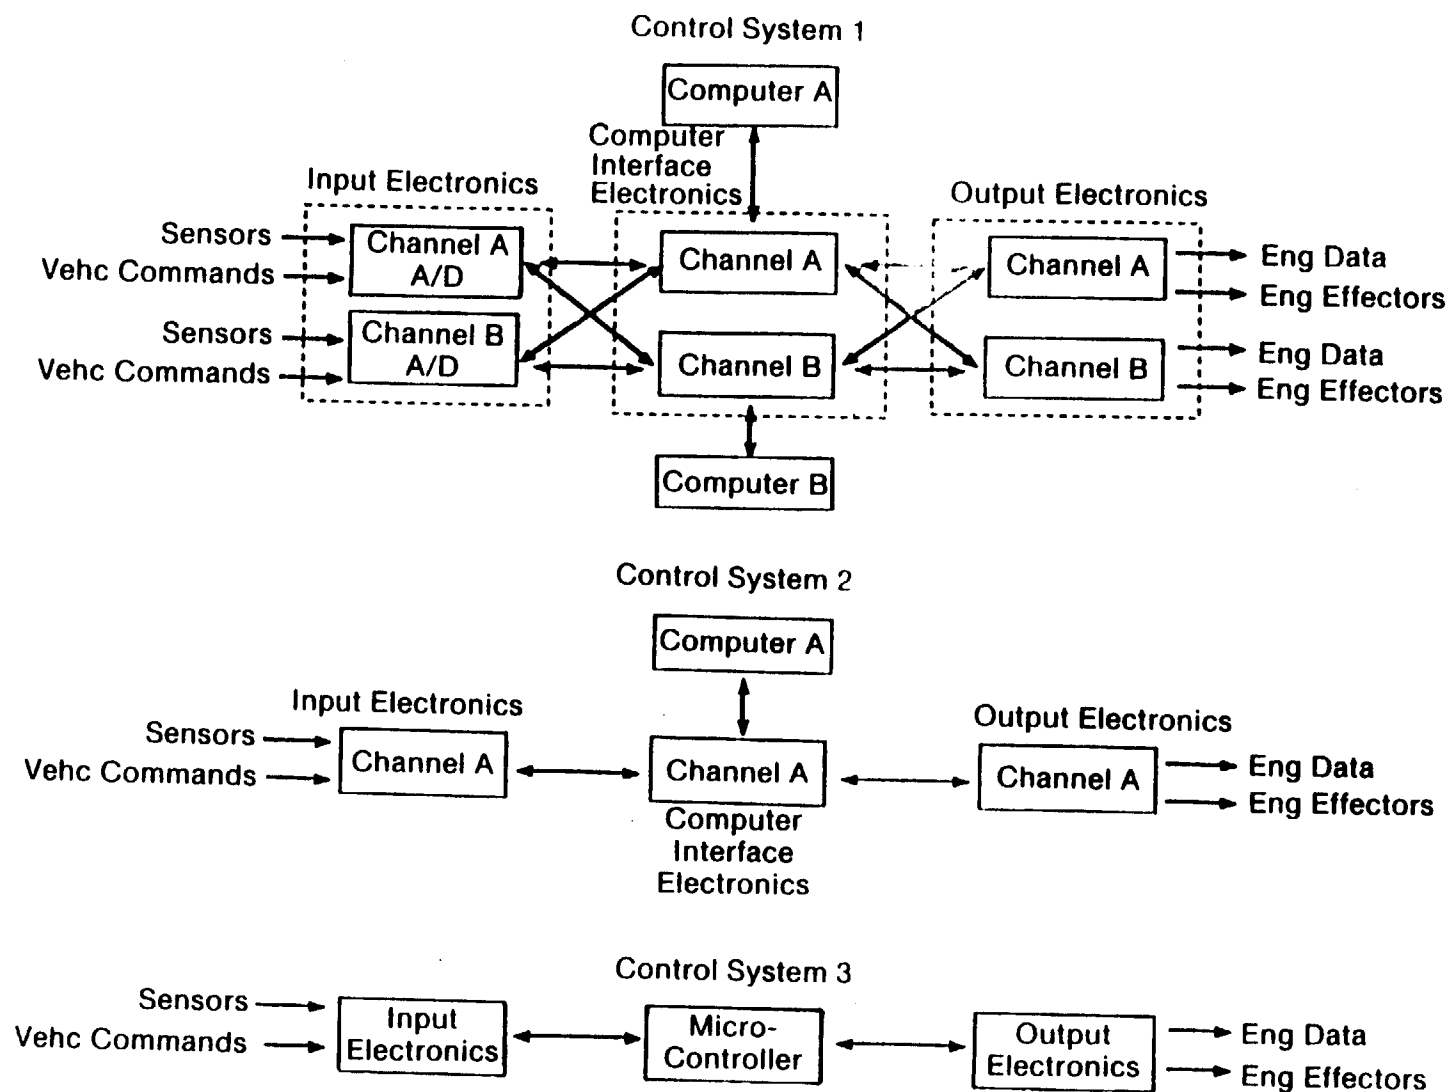 Control System 1
Computer A
Computer
Interface
Electronics
Input Electronics
Output Electronics
Sensors
Vehc Commands
Channel A
A/D
Sensors
Vehc Commands
Channel B
A/D
Channel A
Channel B
Channel A
Eng Data
Eng Effectors
Channel B
Eng Data
Eng Effectors
Computer B
Control System 2
Computer A
Input Electronics
Output Electronics
Sensors
Vehc Commands
Channel A
Channel A
Computer
Interface
Electronics
Channel A
Eng Data
Eng Effectors
Control System 3
Sensors
Vehc Commands
Input
Electronics
Micro-
Controller
Output
Electronics
Eng Data
Eng Effectors